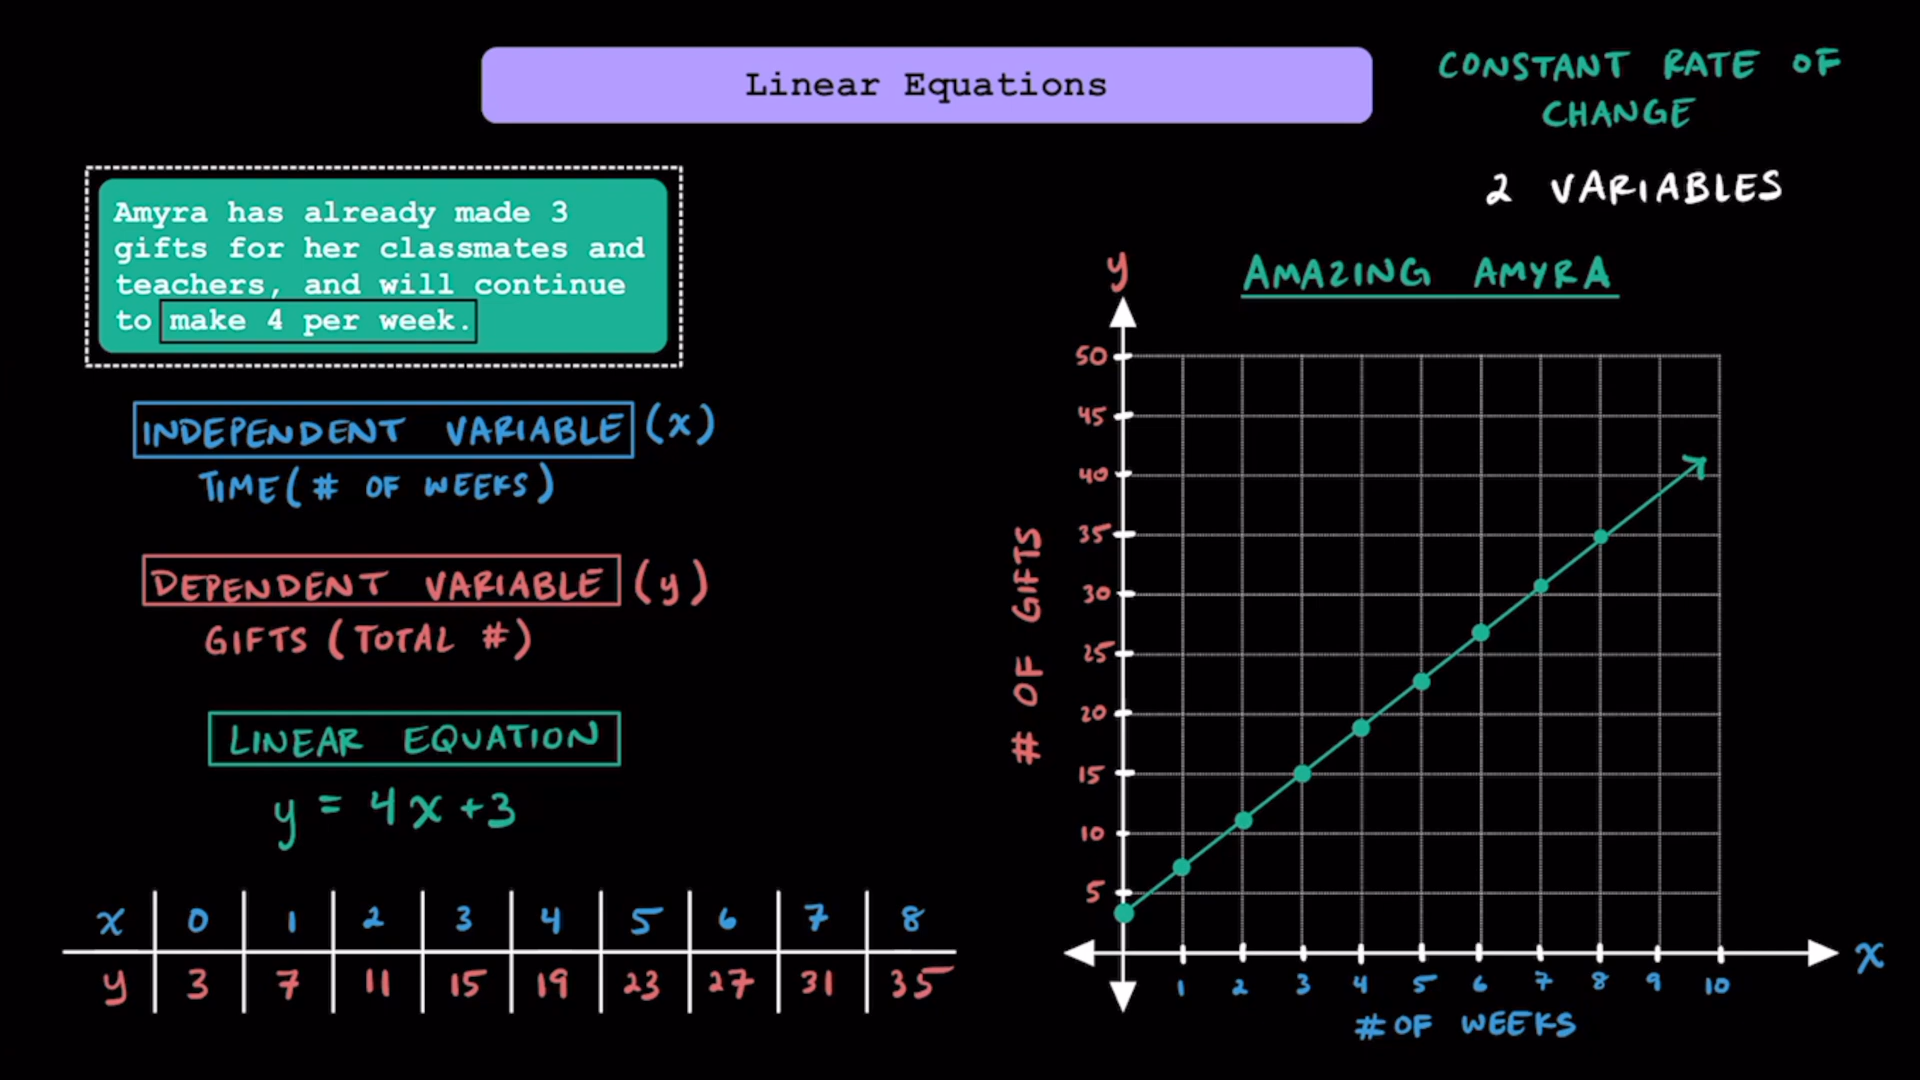 Linear Equations
CONSTANT RATE OF
CHANGE
2 VARIABLES
Amyra has already made 3
gifts for her classmates and
teachers, and will continue
to make 4 per week.
INDEPENDENT VARIABLE (x)
TIME (# OF WEEKS)
DEPENDENT VARIABLE (y)
GIFTS (TOTAL #)
LINEAR EQUATION
y = 4x + 3
x 0 1 2 3 4 5 6 7 8
y 3 7 11 15 19 23 27 31 35
AMAZING AMYRA
y
50
45
40
35
30
25
20
15
10
5
# OF GIFTS
1 2 3 4 5 6 7 8 9 10
x
# OF WEEKS